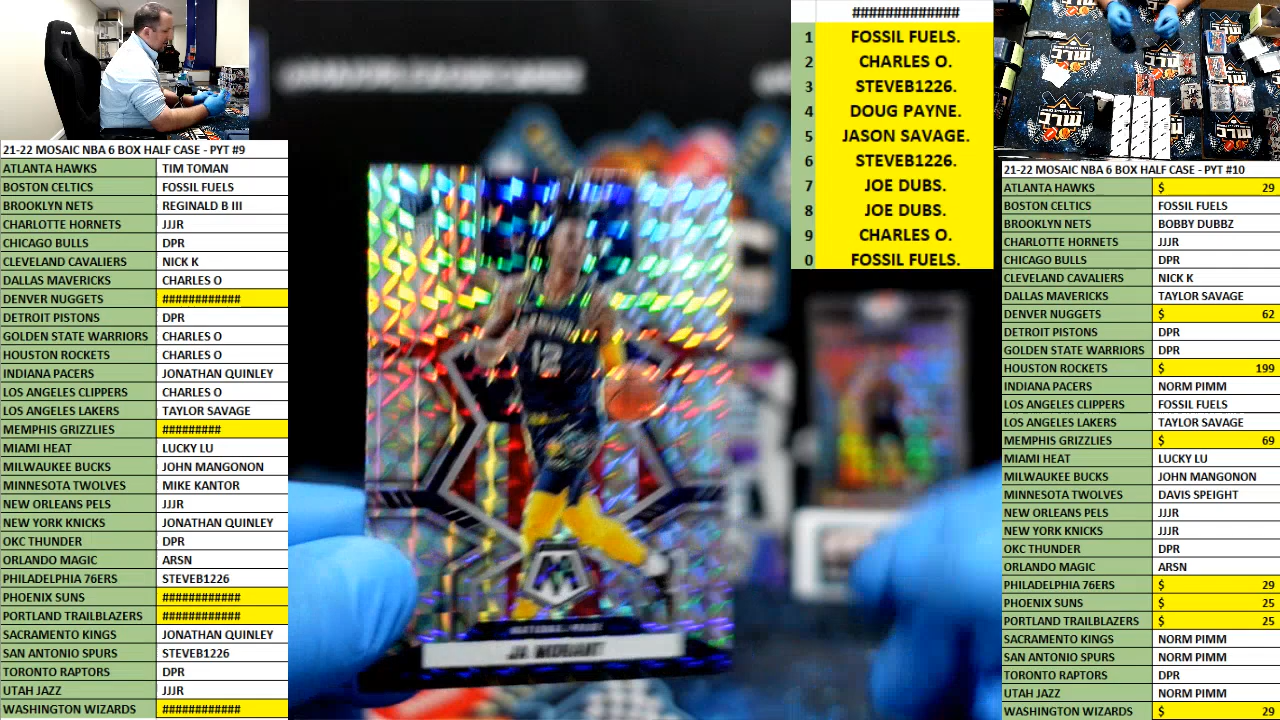 21-22 MOSAIC NBA 6 BOX HALF CASE - PYT #9
ATLANTA HAWKS TIM TOMAN
BOSTON CELTICS FOSSIL FUELS
BROOKLYN NETS REGINALD B III
CHARLOTTE HORNETS JJJR
CHICAGO BULLS DPR
CLEVELAND CAVALIERS NICK K
DALLAS MAVERICKS CHARLES O
DENVER NUGGETS ############
DETROIT PISTONS DPR
GOLDEN STATE WARRIORS CHARLES O
HOUSTON ROCKETS CHARLES O
INDIANA PACERS JONATHAN QUINLEY
LOS ANGELES CLIPPERS CHARLES O
LOS ANGELES LAKERS TAYLOR SAVAGE
MEMPHIS GRIZZLIES #########
MIAMI HEAT LUCKY LU
MILWAUKEE BUCKS JOHN MANGONON
MINNESOTA TWOLVES MIKE KANTOR
NEW ORLEANS PELS JJJR
NEW YORK KNICKS JONATHAN QUINLEY
OKC THUNDER DPR
ORLANDO MAGIC ARSN
PHILADELPHIA 76ERS STEVEB1226
PHOENIX SUNS ############
PORTLAND TRAILBLAZERS ############
SACRAMENTO KINGS JONATHAN QUINLEY
SAN ANTONIO SPURS STEVEB1226
TORONTO RAPTORS DPR
UTAH JAZZ JJJR
WASHINGTON WIZARDS ############
12
JA MORANT
#############
1 FOSSIL FUELS.
2 CHARLES O.
3 STEVEB1226.
4 DOUG PAYNE.
5 JASON SAVAGE.
6 STEVEB1226.
7 JOE DUBS.
8 JOE DUBS.
9 CHARLES O.
0 FOSSIL FUELS.
MLC
MLC
21-22 MOSAIC NBA 6 BOX HALF CASE - PYT #10
ATLANTA HAWKS $ 29
BOSTON CELTICS FOSSIL FUELS
BROOKLYN NETS BOBBY DUBBZ
CHARLOTTE HORNETS JJJR
CHICAGO BULLS DPR
CLEVELAND CAVALIERS NICK K
DALLAS MAVERICKS TAYLOR SAVAGE
DENVER NUGGETS $ 62
DETROIT PISTONS DPR
GOLDEN STATE WARRIORS DPR
HOUSTON ROCKETS $ 199
INDIANA PACERS NORM PIMM
LOS ANGELES CLIPPERS FOSSIL FUELS
LOS ANGELES LAKERS TAYLOR SAVAGE
MEMPHIS GRIZZLIES $ 69
MIAMI HEAT LUCKY LU
MILWAUKEE BUCKS JOHN MANGONON
MINNESOTA TWOLVES DAVIS SPEIGHT
NEW ORLEANS PELS JJJR
NEW YORK KNICKS JJJR
OKC THUNDER DPR
ORLANDO MAGIC ARSN
PHILADELPHIA 76ERS $ 29
PHOENIX SUNS $ 25
PORTLAND TRAILBLAZERS $ 25
SACRAMENTO KINGS NORM PIMM
SAN ANTONIO SPURS NORM PIMM
TORONTO RAPTORS DPR
UTAH JAZZ NORM PIMM
WASHINGTON WIZARDS $ 29